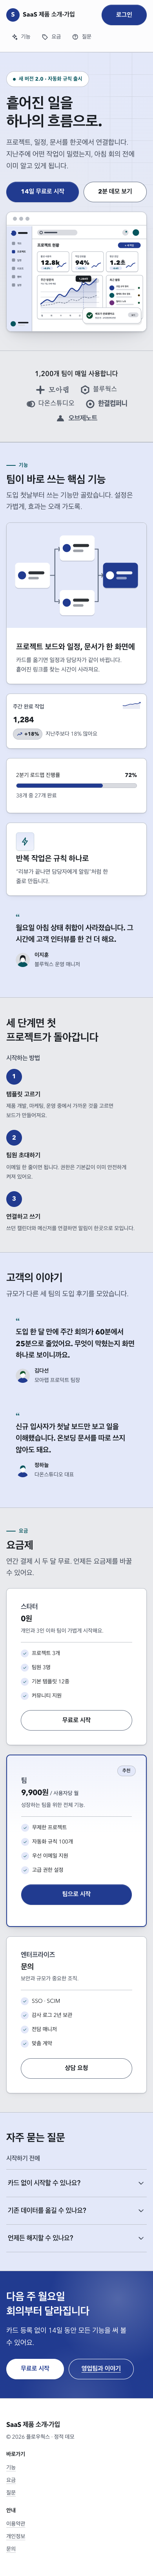 S SaaS 제품 소개·가입
로그인
기능 요금 질문
새 버전 2.0 · 자동화 규칙 출시
흩어진 일을
하나의 흐름으로.
프로젝트, 일정, 문서를 한곳에서 연결합니다.
지난주에 어떤 작업이 밀렸는지, 아침 회의 전에
이미 알고 있게 됩니다.
14일 무료로 시작
2분 데모 보기
12.8k
94%
1.2초
1,200개 팀이 매일 사용합니다
모아웍
블루웍스
다온스튜디오
한결컴퍼니
오브제노트
기능
팀이 바로 쓰는 핵심 기능
도입 첫날부터 쓰는 기능만 골랐습니다. 설정은
가볍게, 효과는 오래 가도록.
프로젝트 보드와 일정, 문서가 한 화면에
카드를 옮기면 일정과 담당자가 같이 바뀝니다.
흩어진 링크를 찾는 시간이 사라져요.
주간 완료 작업
1,284
+18%
지난주보다 18% 많아요
2분기 로드맵 진행률
72%
38개 중 27개 완료
반복 작업은 규칙 하나로
"리뷰가 끝나면 담당자에게 알림"처럼 한
줄로 만듭니다.
월요일 아침 상태 취합이 사라졌습니다. 그
시간에 고객 인터뷰를 한 건 더 해요.
이지훈
블루웍스 운영 매니저
세 단계면 첫
프로젝트가 돌아갑니다
시작하는 방법
1
템플릿 고르기
제품 개발, 마케팅, 운영 중에서 가까운 것을 고르면
보드가 만들어져요.
2
팀원 초대하기
이메일 한 줄이면 됩니다. 권한은 기본값이 이미 안전하게
켜져 있어요.
3
연결하고 쓰기
쓰던 캘린더와 메신저를 연결하면 알림이 한곳으로 모입니다.
고객의 이야기
규모가 다른 세 팀의 도입 후기를 모았습니다.
도입 한 달 만에 주간 회의가 60분에서
25분으로 줄었어요. 무엇이 막혔는지 화면
하나로 보이니까요.
김다선
모아웹 프로덕트 팀장
신규 입사자가 첫날 보드만 보고 일을
이해했습니다. 온보딩 문서를 따로 쓰지
않아도 돼요.
정하늘
다온스튜디오 대표
요금
요금제
연간 결제 시 두 달 무료. 언제든 요금제를 바꿀
수 있어요.
스타터
0원
개인과 3인 이하 팀이 가볍게 시작해요.
프로젝트 3개
팀원 3명
기본 템플릿 12종
커뮤니티 지원
무료로 시작
추천
팀
9,900원 / 사용자당 월
성장하는 팀을 위한 전체 기능.
무제한 프로젝트
자동화 규칙 100개
우선 이메일 지원
고급 권한 설정
팀으로 시작
엔터프라이즈
문의
보안과 규모가 중요한 조직.
SSO · SCIM
감사 로그 2년 보관
전담 매니저
맞춤 계약
상담 요청
자주 묻는 질문
시작하기 전에
카드 없이 시작할 수 있나요?
기존 데이터를 옮길 수 있나요?
언제든 해지할 수 있나요?
다음 주 월요일
회의부터 달라집니다
카드 등록 없이 14일 동안 모든 기능을 써 볼
수 있어요.
무료로 시작
영업팀과 이야기
SaaS 제품 소개·가입
© 2026 플로우웍스 · 정직 데모
바로가기
기능
요금
질문
안내
이용약관
개인정보
문의